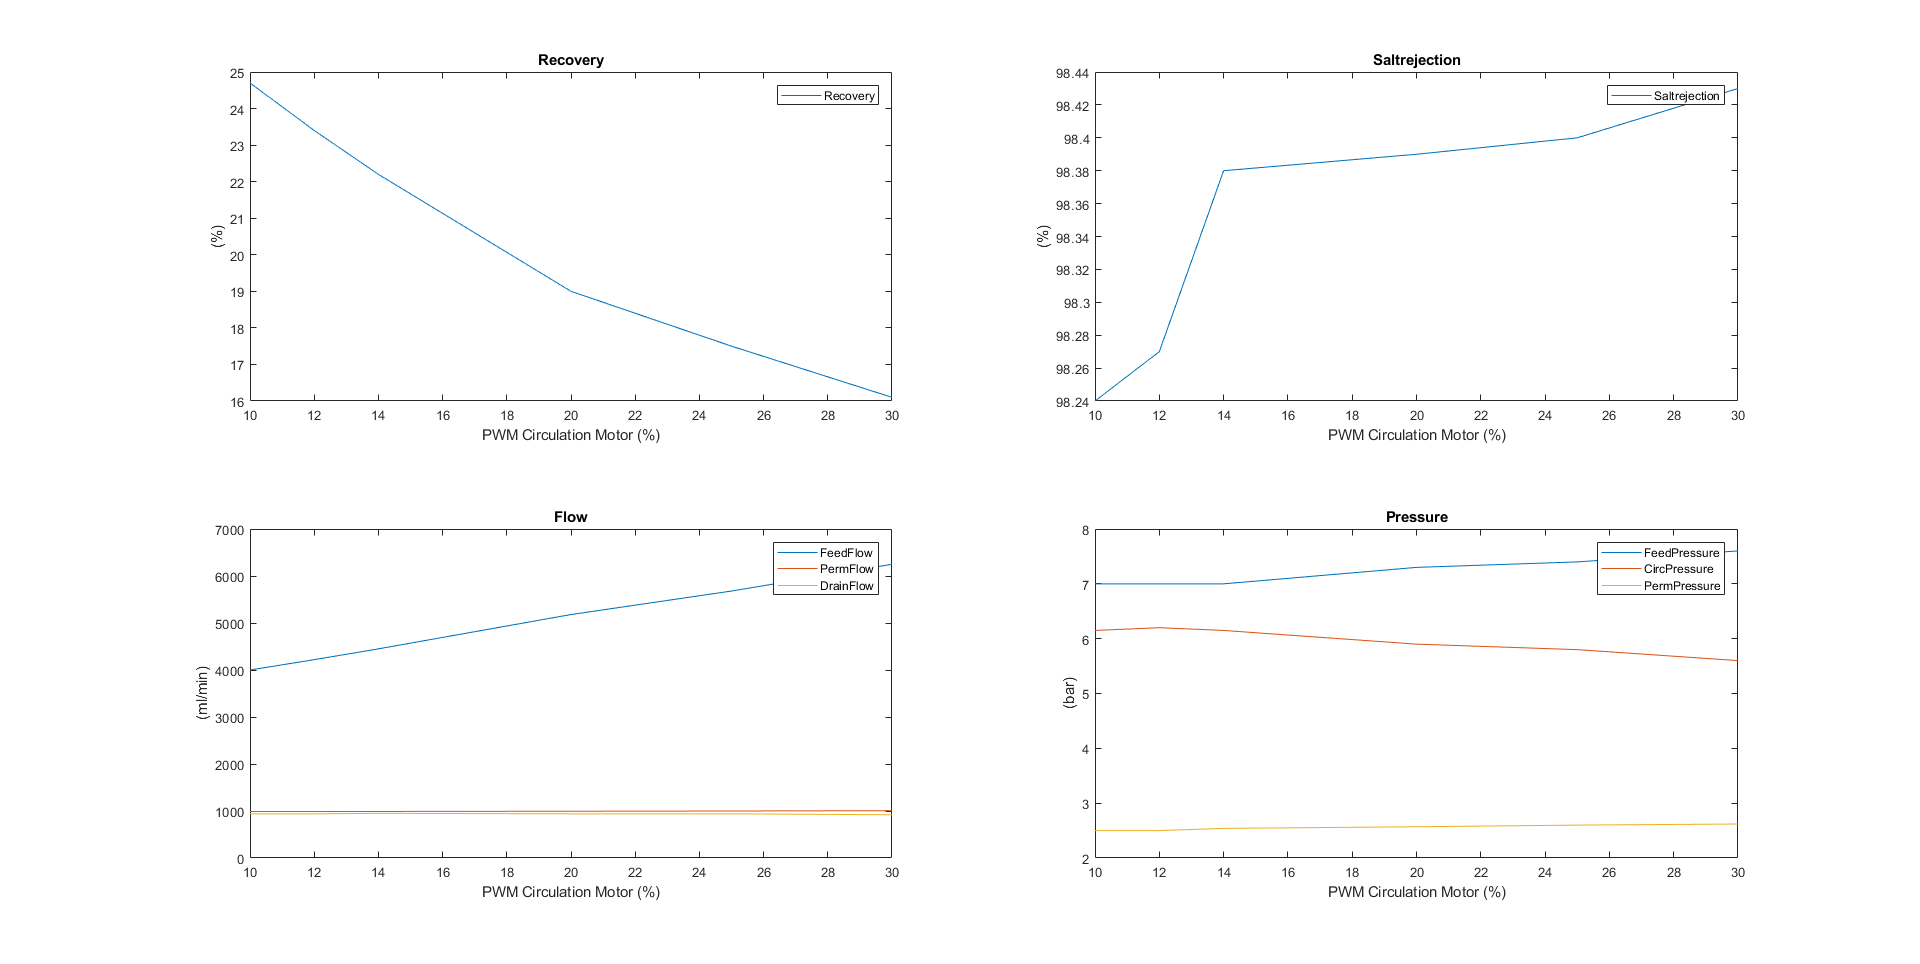 Recovery
25
24
23
22
21
20
19
18
17
16
(%)
Recovery
10 12 14 16 18 20 22 24 26 28 30
PWM Circulation Motor (%)
Saltrejection
98.44
98.42
98.4
98.38
98.36
98.34
98.32
98.3
98.28
98.26
98.24
(%)
Saltrejection
10 12 14 16 18 20 22 24 26 28 30
PWM Circulation Motor (%)
Flow
7000
6000
5000
4000
3000
2000
1000
0
(ml/min)
FeedFlow
PermFlow
DrainFlow
10 12 14 16 18 20 22 24 26 28 30
PWM Circulation Motor (%)
Pressure
8
7
6
5
4
3
2
(bar)
FeedPressure
CircPressure
PermPressure
10 12 14 16 18 20 22 24 26 28 30
PWM Circulation Motor (%)